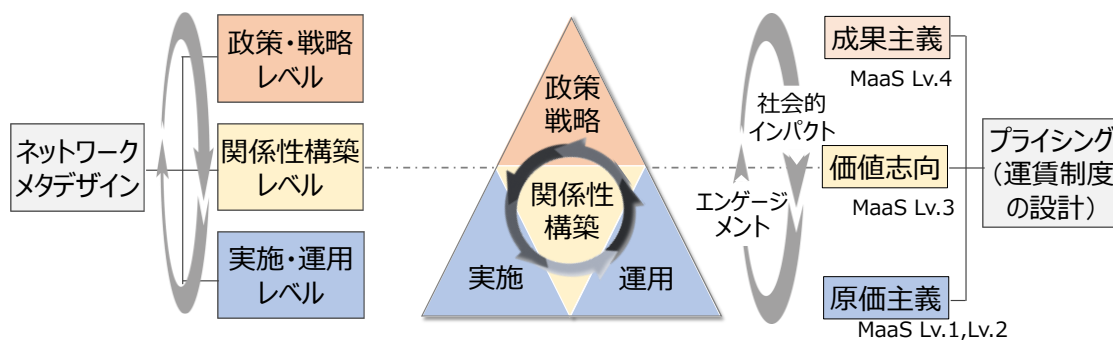 ネットワーク
メタデザイン
政策・戦略
レベル
関係性構築
レベル
実施・運用
レベル
政策
戦略
関係性
構築
実施
運用
社会的
インパクト
エンゲージ
メント
成果主義
MaaS Lv.4
価値志向
MaaS Lv.3
原価主義
MaaS Lv.1,Lv.2
プライシング
（運賃制度
の設計）